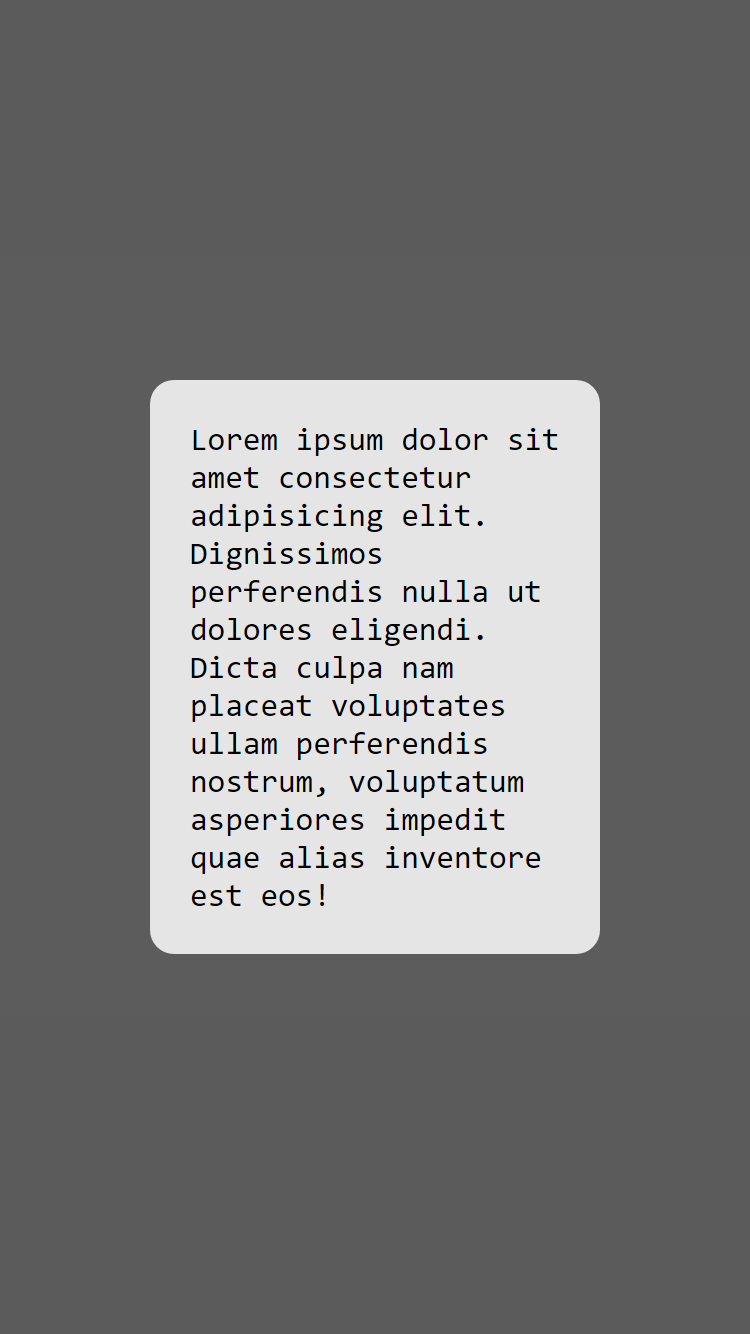 Lorem ipsum dolor sit
amet consectetur
adipisicing elit.
Dignissimos
perferendis nulla ut
dolores eligendi.
Dicta culpa nam
placeat voluptates
ullam perferendis
nostrum, voluptatum
asperiores impedit
quae alias inventore
est eos!